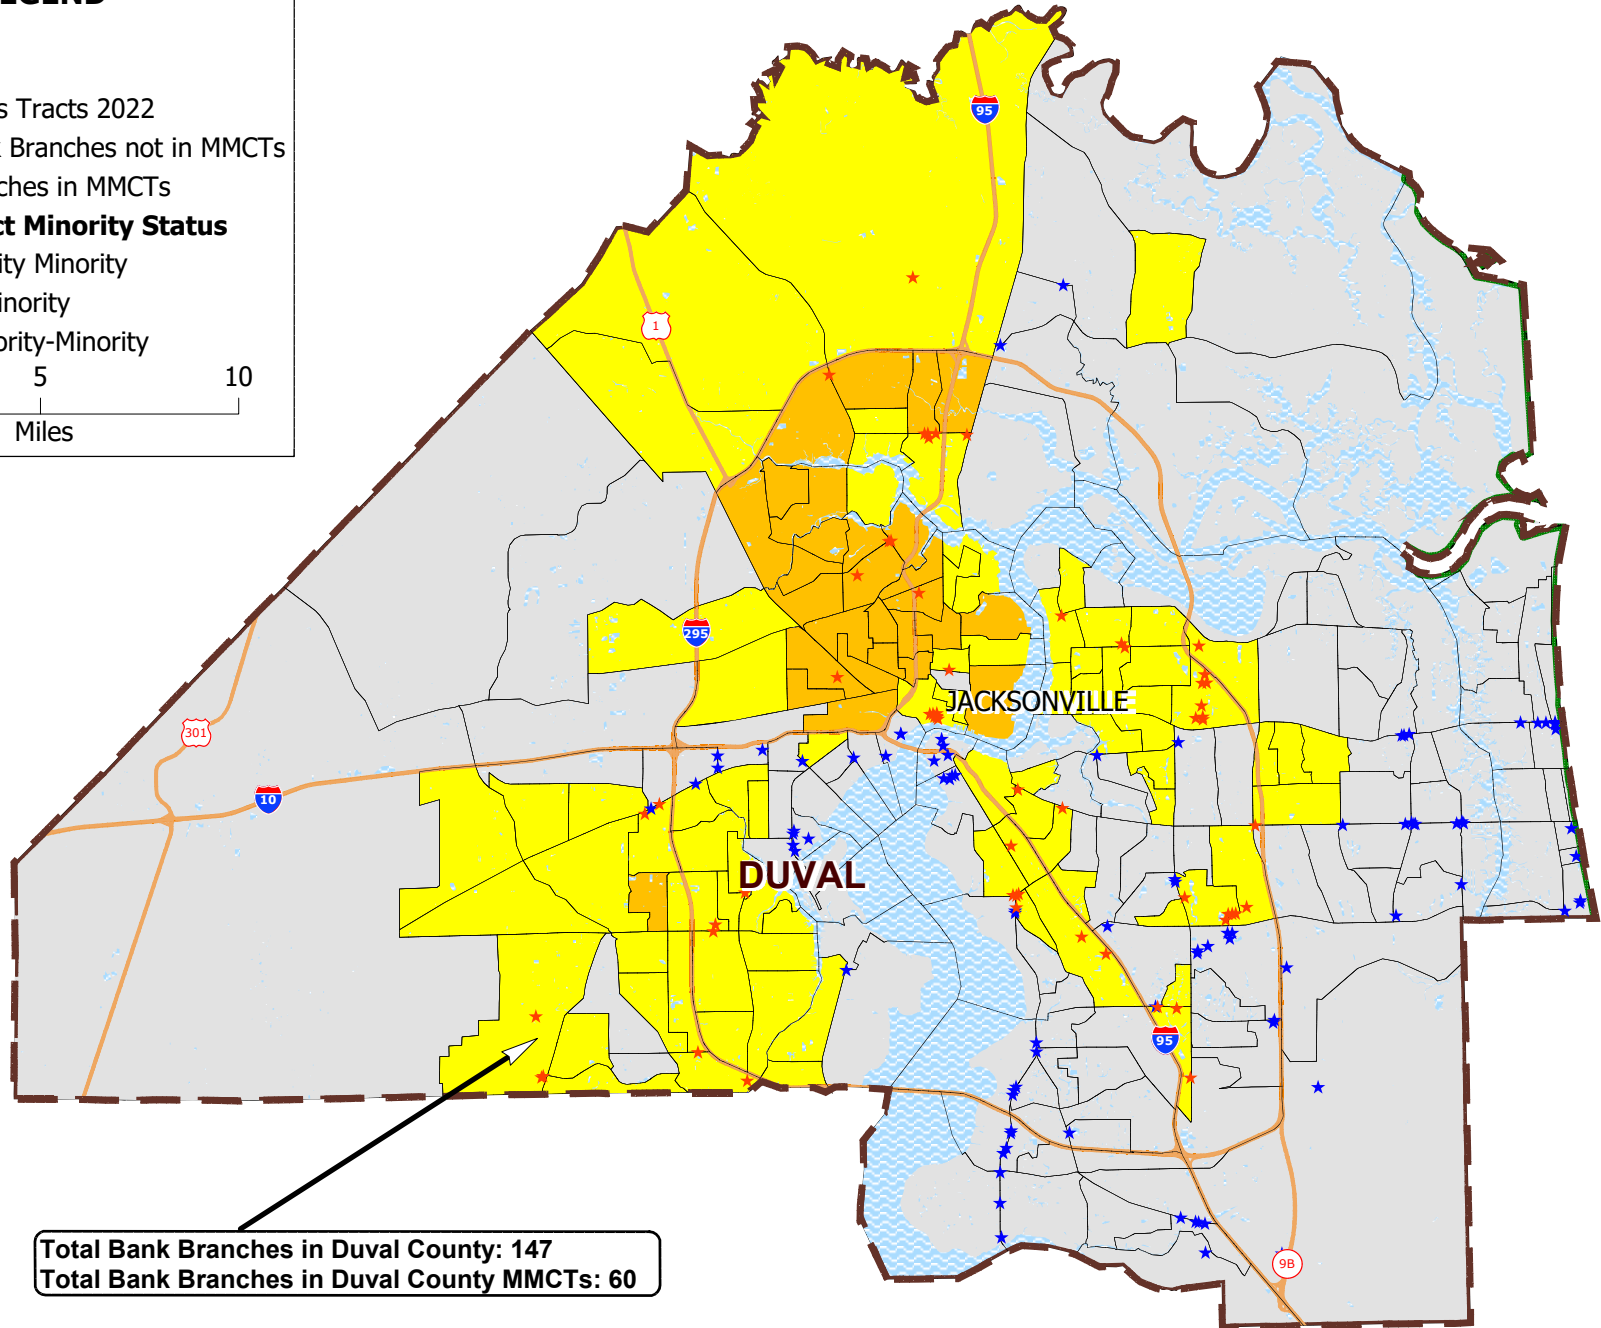 LEGEND
s Tracts 2022
Branches not in MMCTs
ches in MMCTs
ct Minority Status
ity Minority
inority
ority-Minority
5 10
Miles
95
1
295
301
10
JACKSONVILLE
DUVAL
95
9B
Total Bank Branches in Duval County: 147
Total Bank Branches in Duval County MMCTs: 60